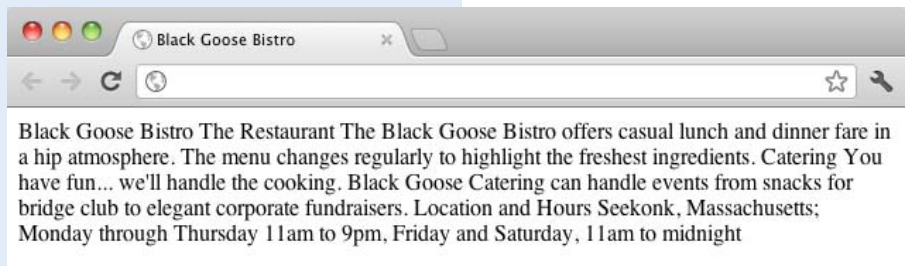 Black Goose Bistro
Black Goose Bistro The Restaurant The Black Goose Bistro offers casual lunch and dinner fare in
a hip atmosphere. The menu changes regularly to highlight the freshest ingredients. Catering You
have fun... we'll handle the cooking. Black Goose Catering can handle events from snacks for
bridge club to elegant corporate fundraisers. Location and Hours Seekonk, Massachusetts;
Monday through Thursday 11am to 9pm, Friday and Saturday, 11am to midnight